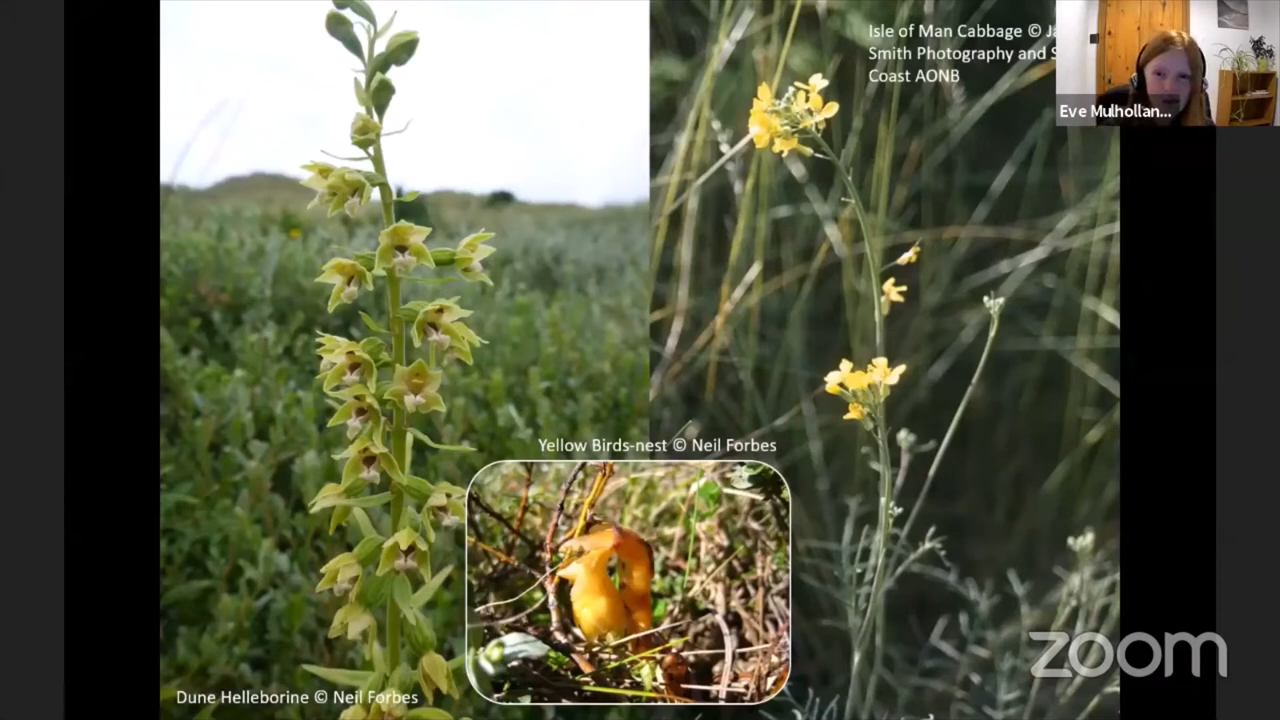 Isle of Man Cabbage ©
Smith Photography and
Coast AONB
Eve Mulhollan...
Yellow Birds-nest © Neil Forbes
Dune Helleborine © Neil Forbes
zoom